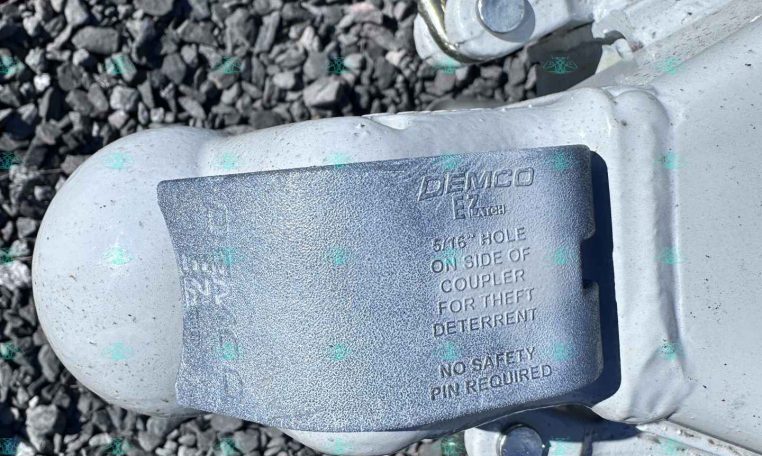 DEMCO
EZ
LATCH
5/16" HOLE
ON SIDE OF
COUPLER
FOR THEFT
DETERRENT
NO SAFETY
PIN REQUIRED